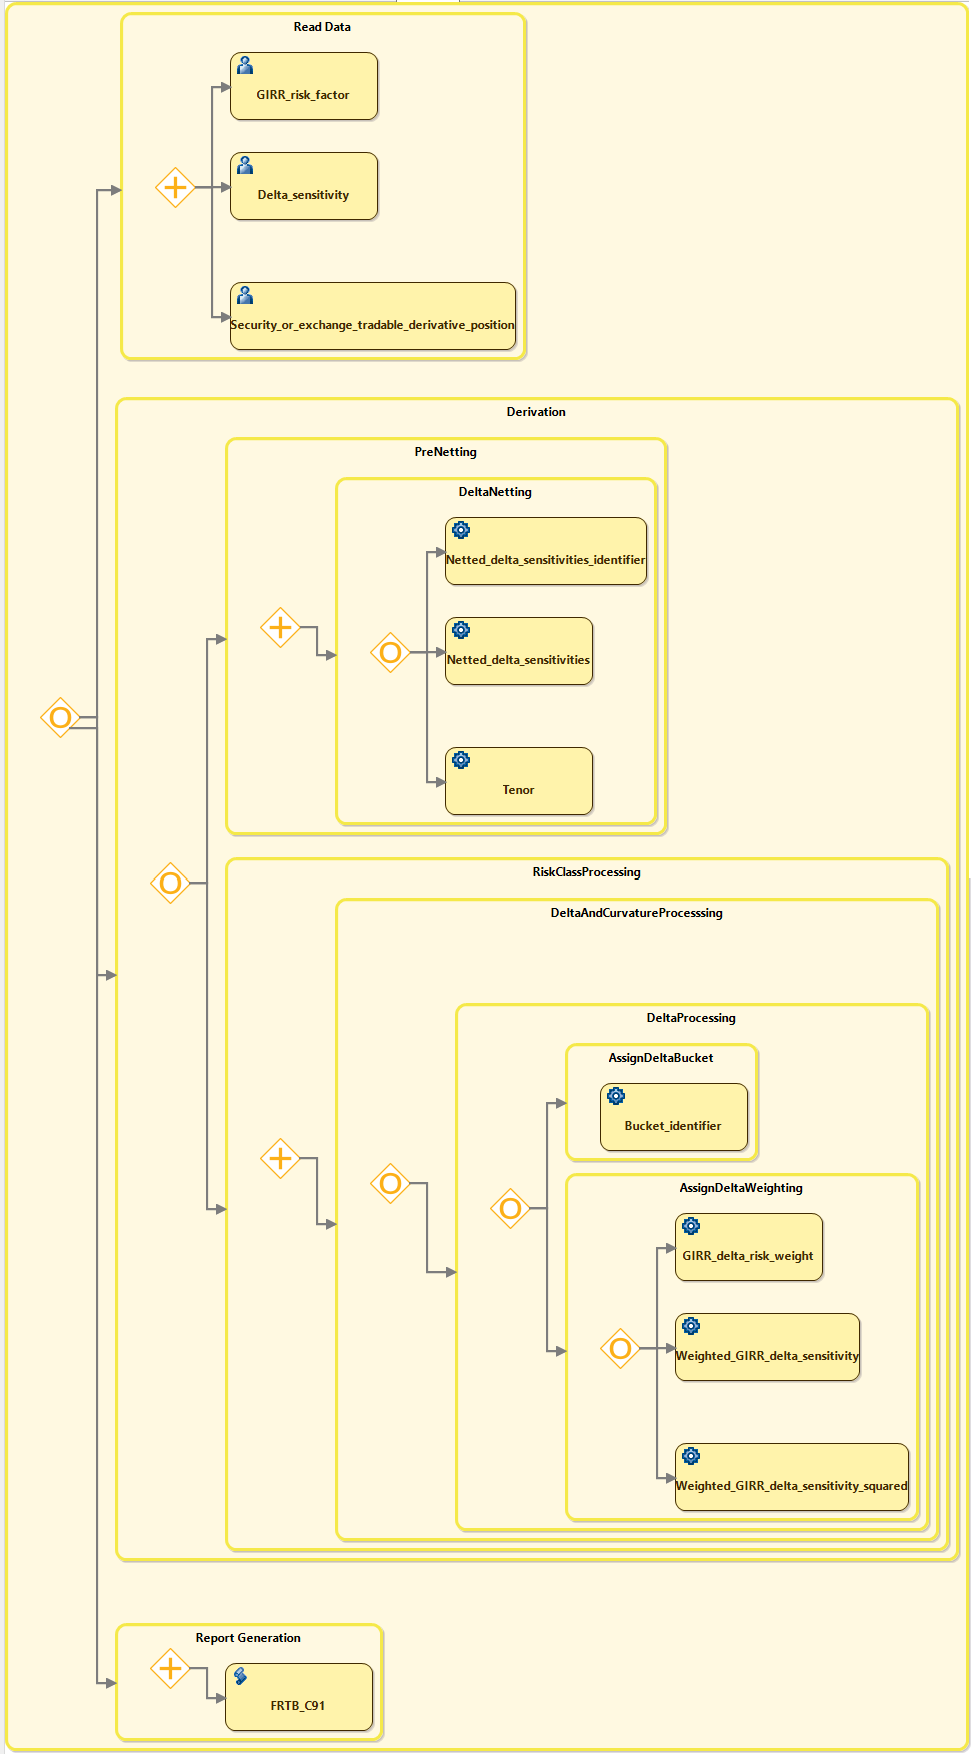 Read Data
GIRR_risk_factor
Delta_sensitivity
Security_or_exchange_tradable_derivative_position
Derivation
PreNetting
DeltaNetting
Netted_delta_sensitivities_identifier
Netted_delta_sensitivities
Tenor
RiskClassProcessing
DeltaAndCurvatureProcesssing
DeltaProcessing
AssignDeltaBucket
Bucket_identifier
AssignDeltaWeighting
GIRR_delta_risk_weight
Weighted_GIRR_delta_sensitivity
Weighted_GIRR_delta_sensitivity_squared
Report Generation
FRTB_C91